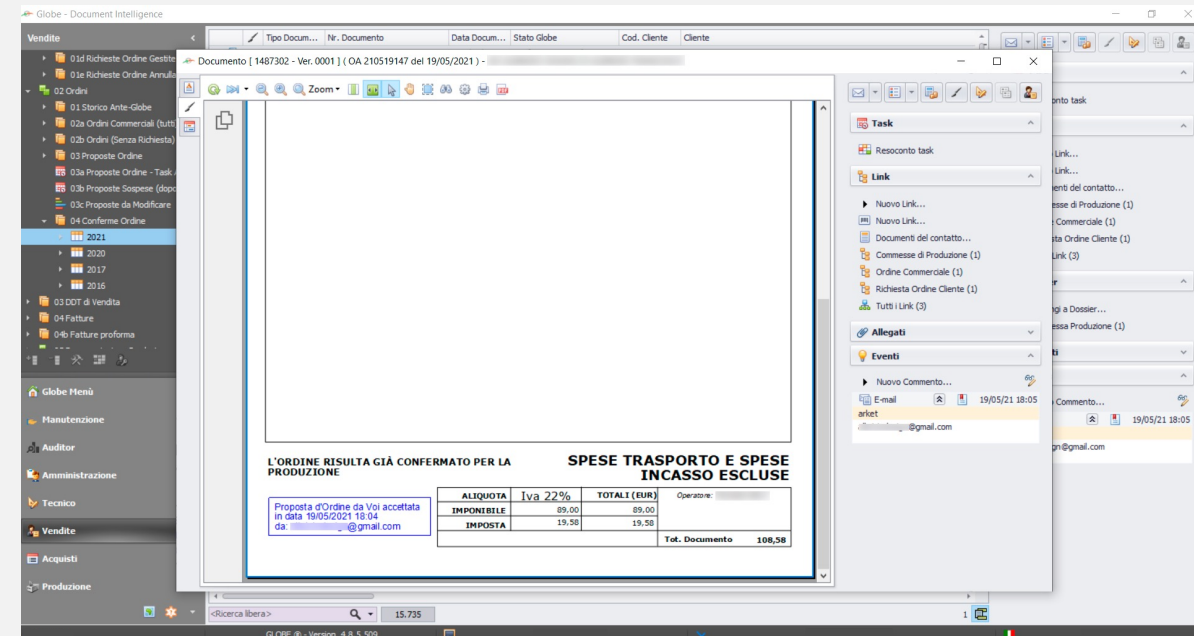 Globe - Document Intelligence
Vendite
01d Richieste Ordine Gestite
01e Richieste Ordine Annulla
02 Ordini
01 Storico Ante-Globe
02a Ordini Commerciali (tutti
02b Ordini (Senza Richiesta)
03 Proposte Ordine
03a Proposte Ordine - Task
03b Proposte Sospese (dopo
03c Proposte da Modificare
04 Conferme Ordine
2021
2020
2017
2016
03 DDT di Vendita
04 Fatture
04b Fatture proforma
Globe Menù
Manutenzione
Auditor
Amministrazione
Tecnico
Vendite
Acquisti
Produzione
Tipo Docum... Nr. Documento Data Docum... Stato Globe Cod. Cliente Cliente
Documento [ 1487302 - Ver. 0001 ] ( OA 210519147 del 19/05/2021 ) -
Zoom
L'ORDINE RISULTA GIÀ CONFERMATO PER LA
PRODUZIONE
SPESE TRASPORTO E SPESE
INCASSO ESCLUSE
Proposta d'Ordine da Voi accettata
in data 19/05/2021 18:04
da: @gmail.com
ALIQUOTA Iva 22% TOTALI (EUR) Operatore:
IMPONIBILE 89,00 89,00
IMPOSTA 19,58 19,58
Tot. Documento 108,58
Task
Resoconto task
Link
Nuovo Link...
Nuovo Link...
Documenti del contatto...
Commesse di Produzione (1)
Ordine Commerciale (1)
Richiesta Ordine Cliente (1)
Tutti i Link (3)
Allegati
Eventi
Nuovo Commento...
E-mail 19/05/21 18:05
arket
@gmail.com
onto task
Link...
Link...
enti del contatto...
esse di Produzione (1)
Commerciale (1)
sta Ordine Cliente (1)
Link (3)
r
ngi a Dossier...
essa Produzione (1)
ti
Commento...
19/05/21 18:05
gn@gmail.com
<Ricerca libera> 15.735 1
GLOBE ® - Version 4.8.5.509